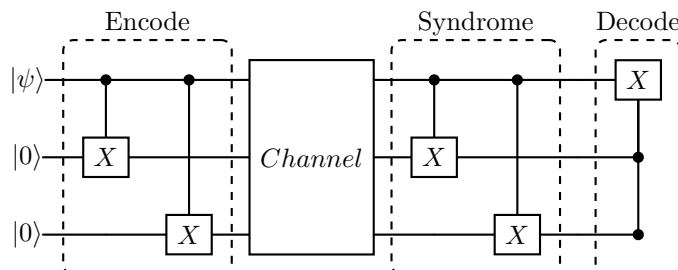 Encode Syndrome Decode
|ψ⟩ X
|0⟩ X Channel X
|0⟩ X X